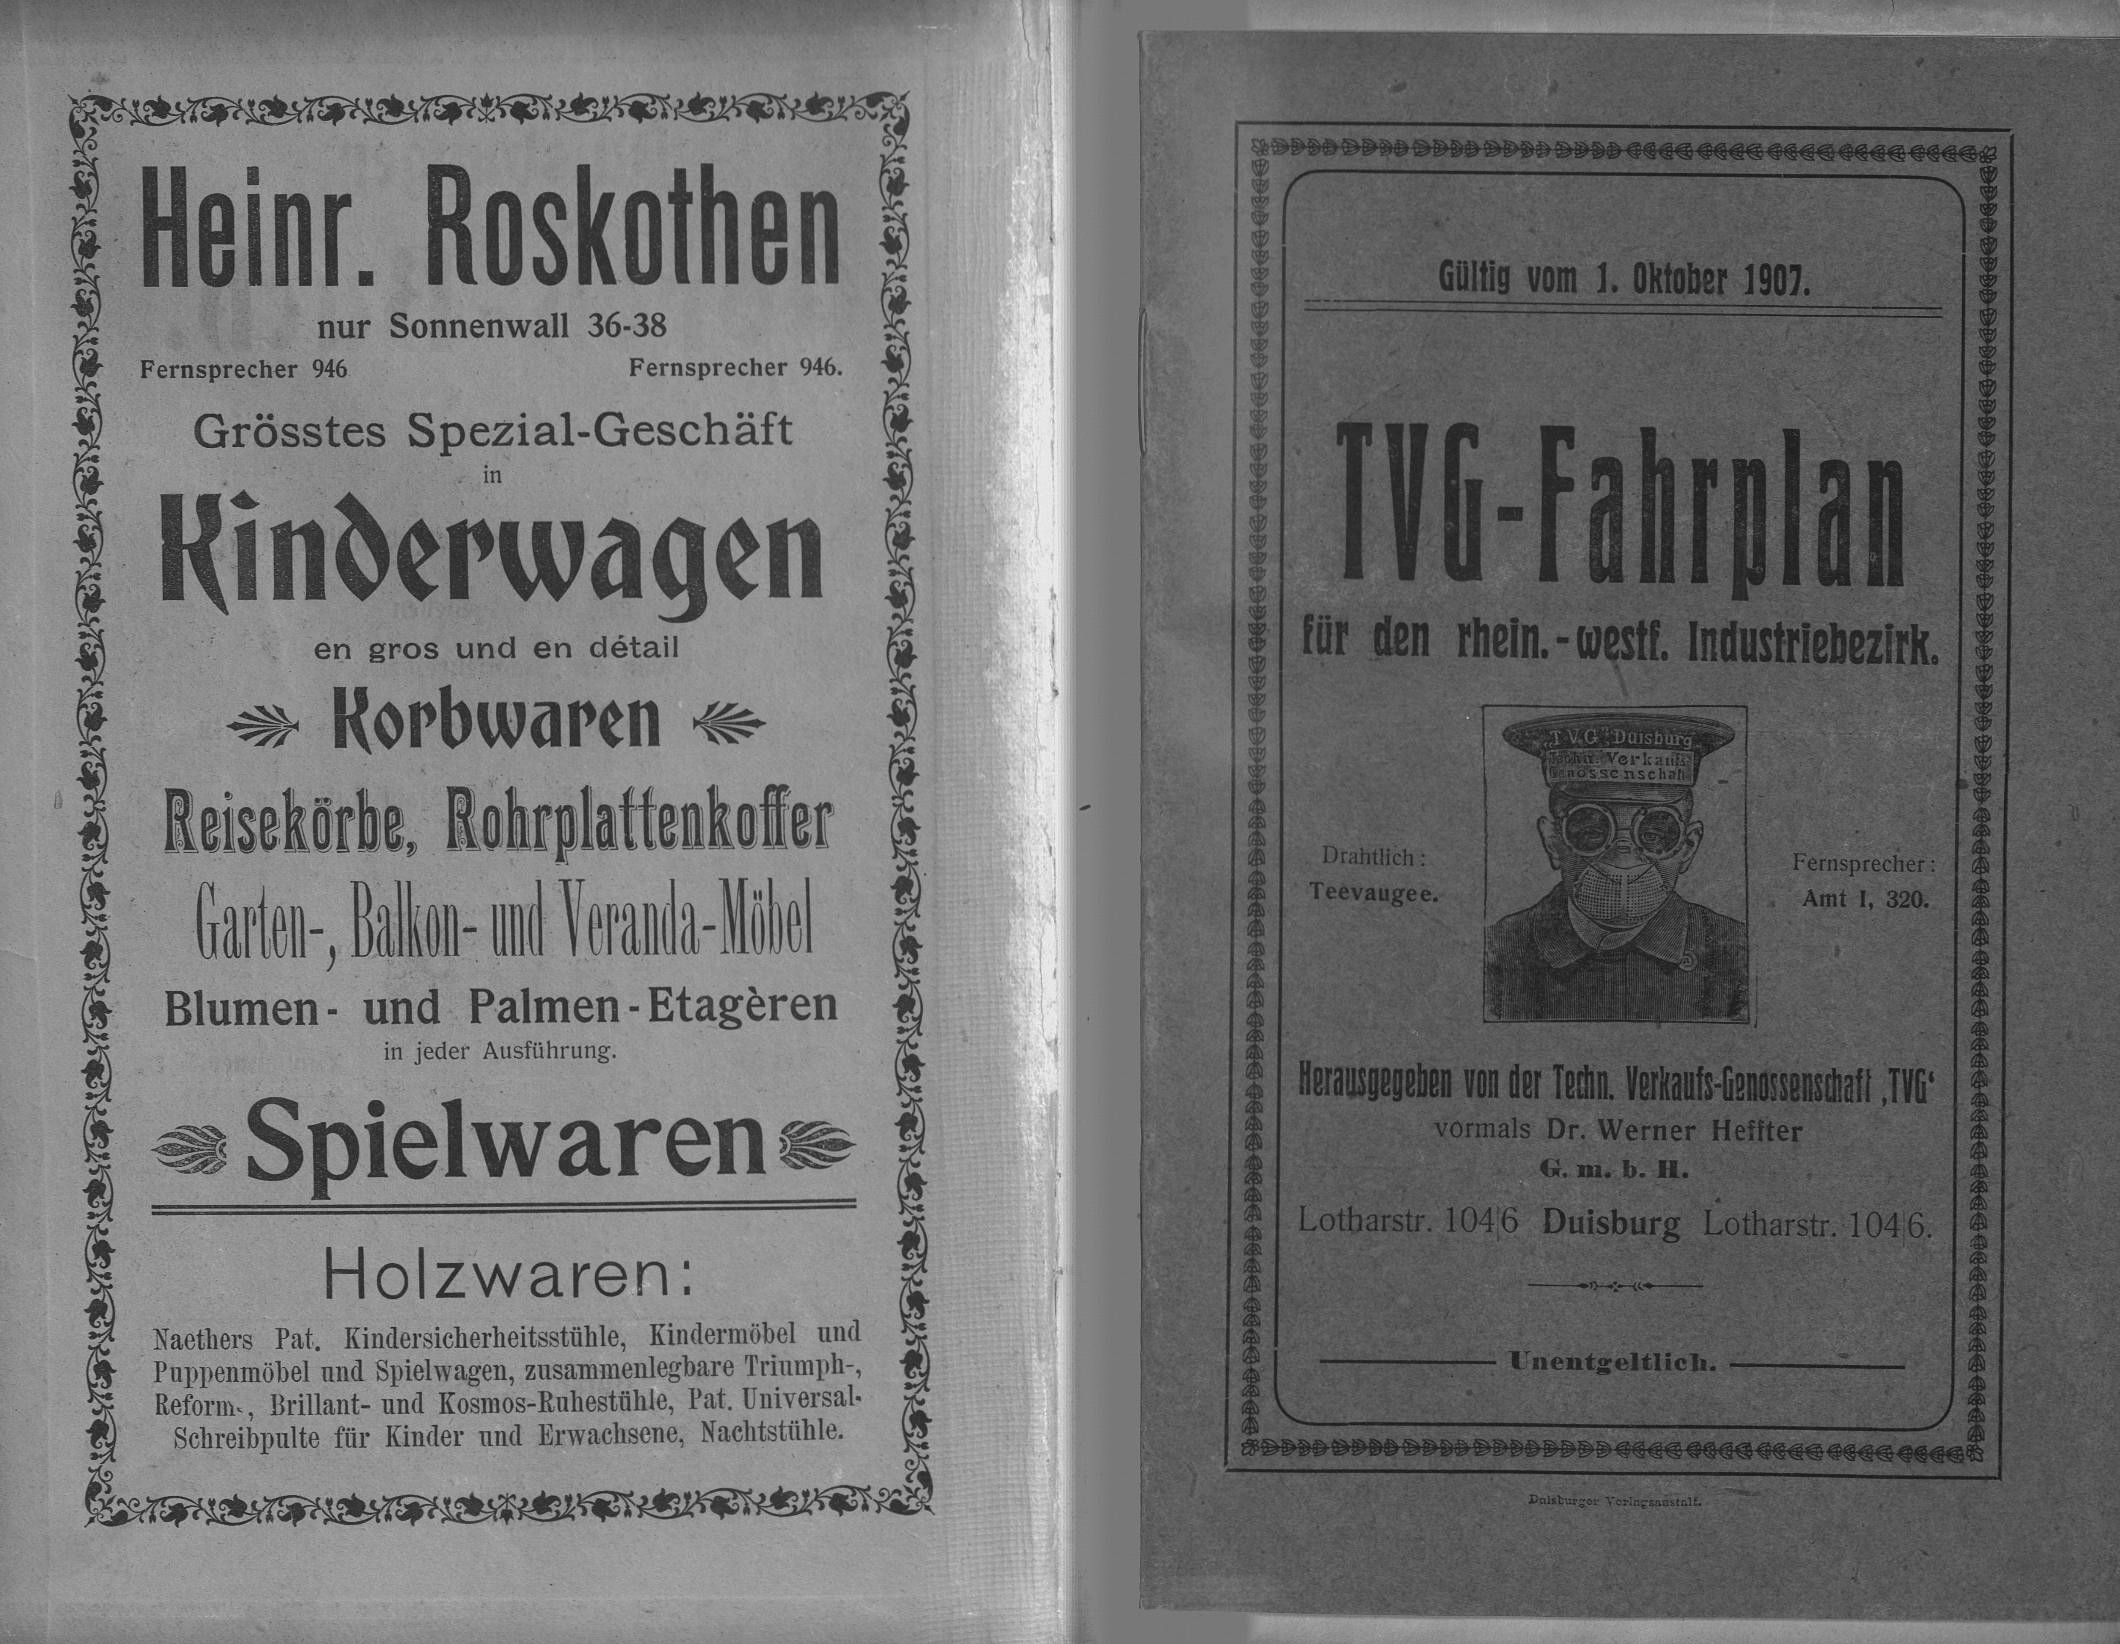 Heinr. Roskothen
nur Sonnenwall 36-38
Fernsprecher 946 Fernsprecher 946.
Grösstes Spezial-Geschäft
in
Kinderwagen
en gros und en détail
Korbwaren
Reisekörbe, Rohrplattenkoffer
Garten-, Balkon- und Veranda-Möbel
Blumen- und Palmen-Etagèren
in jeder Ausführung.
Spielwaren
Holzwaren:
Naethers Pat. Kindersicherheitsstühle, Kindermöbel und
Puppenmöbel und Spielwagen, zusammenlegbare Triumph-,
Reform-, Brillant- und Kosmos-Ruhestühle, Pat. Universal-
Schreibpulte für Kinder und Erwachsene, Nachtstühle.
Gültig vom 1. Oktober 1907.
TVG-Fahrplan
für den rhein.-westf. Industriebezirk.
„TVG" Duisburg
Techn. Verkaufs-
Genossenschaft
Drahtlich:
Teevaugee.
Fernsprecher:
Amt I, 320.
Herausgegeben von der Techn. Verkaufs-Genossenschaft ‚TVG‘
vormals Dr. Werner Heffter
G. m. b. H.
Lotharstr. 104|6 Duisburg Lotharstr. 104|6.
Unentgeltlich.
Duisburger Verlagsanstalt.